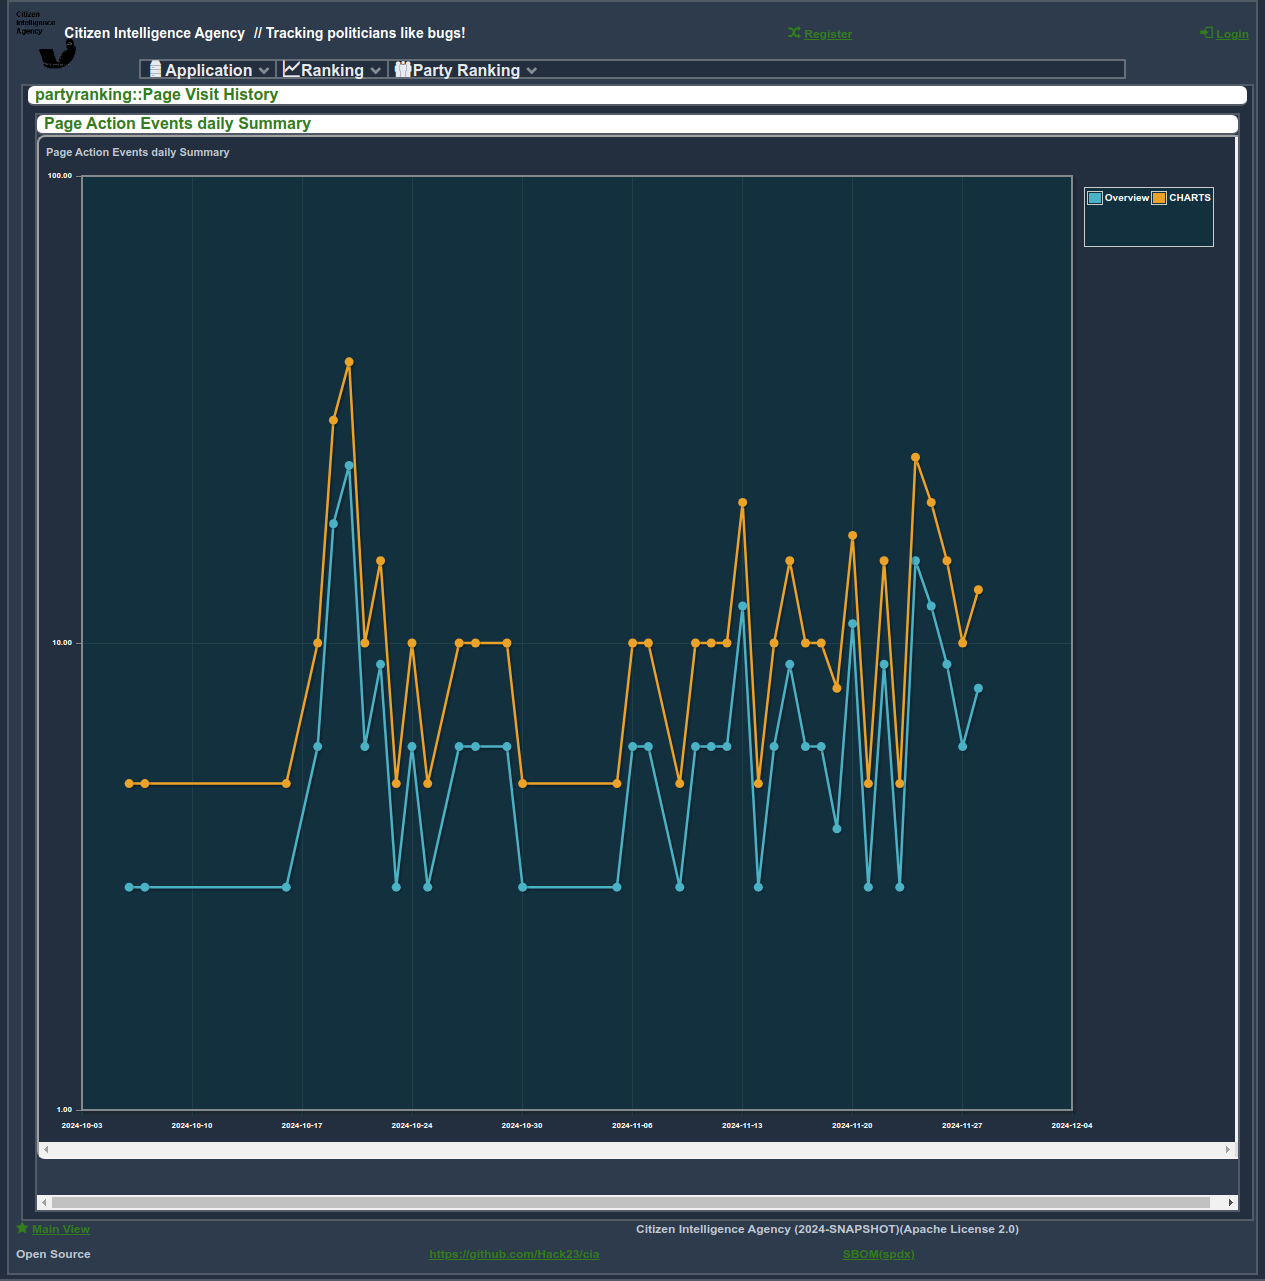 Citizen
Intelligence
Agency
Citizen Intelligence Agency // Tracking politicians like bugs!
Register
Login
Application
Ranking
Party Ranking
partyranking::Page Visit History
Page Action Events daily Summary
Page Action Events daily Summary
100.00
Overview
CHARTS
10.00
1.00
2024-10-03
2024-10-10
2024-10-17
2024-10-24
2024-10-30
2024-11-06
2024-11-13
2024-11-20
2024-11-27
2024-12-04
Main View
Citizen Intelligence Agency (2024-SNAPSHOT)(Apache License 2.0)
Open Source
https://github.com/Hack23/cia
SBOM(spdx)